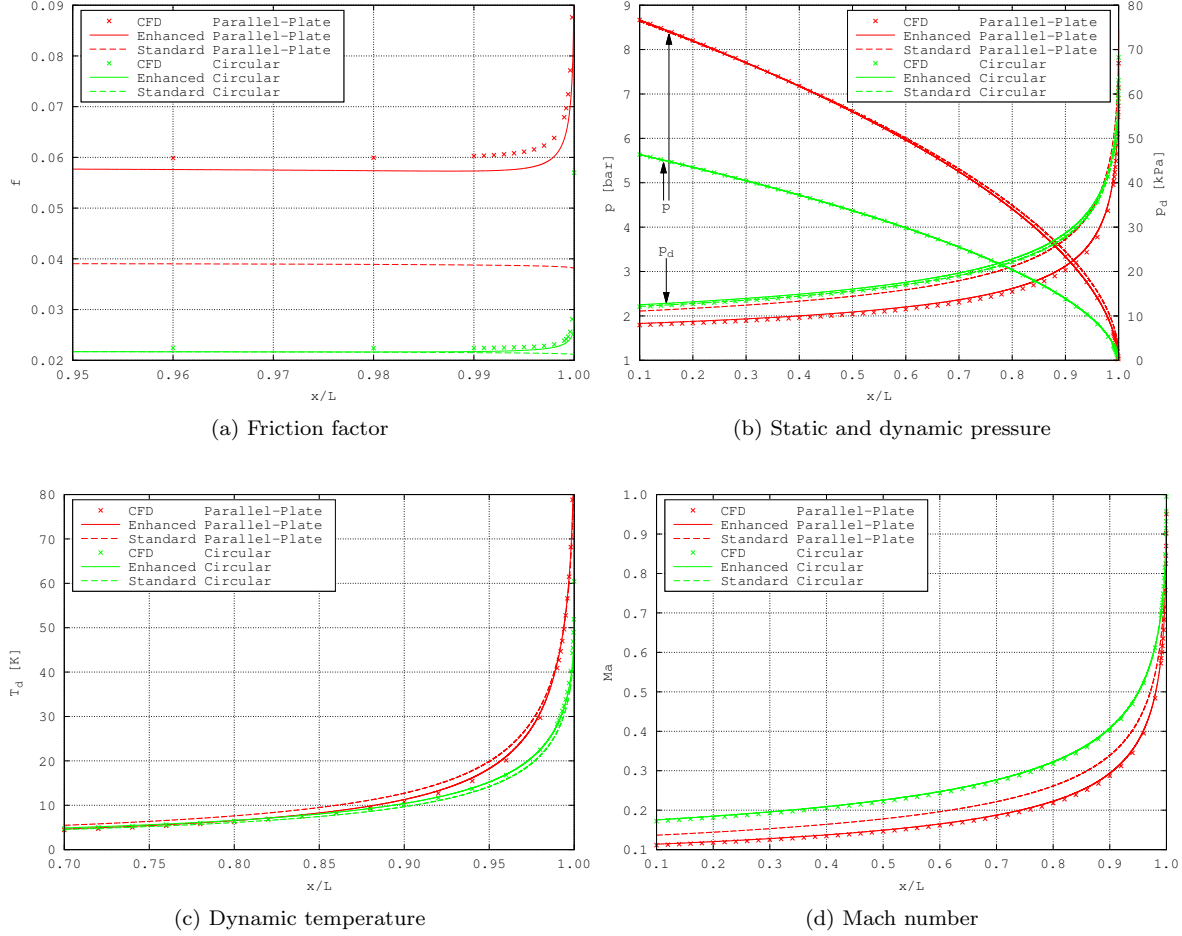 0.09
0.08
0.07
0.06
0.05
0.04
0.03
0.02
f
CFD Parallel-Plate
Enhanced Parallel-Plate
Standard Parallel-Plate
CFD Circular
Enhanced Circular
Standard Circular
0.95 0.96 0.97 0.98 0.99 1.00
x/L
(a) Friction factor
9
8
7
6
5
4
3
2
1
p [bar]
CFD Parallel-Plate
Enhanced Parallel-Plate
Standard Parallel-Plate
CFD Circular
Enhanced Circular
Standard Circular
p
p_d
80
70
60
50
40
30
20
10
0
p_d [kPa]
0.1 0.2 0.3 0.4 0.5 0.6 0.7 0.8 0.9 1.0
x/L
(b) Static and dynamic pressure
80
70
60
50
40
30
20
10
0
T_d [K]
CFD Parallel-Plate
Enhanced Parallel-Plate
Standard Parallel-Plate
CFD Circular
Enhanced Circular
Standard Circular
0.70 0.75 0.80 0.85 0.90 0.95 1.00
x/L
(c) Dynamic temperature
1.0
0.9
0.8
0.7
0.6
0.5
0.4
0.3
0.2
0.1
Ma
CFD Parallel-Plate
Enhanced Parallel-Plate
Standard Parallel-Plate
CFD Circular
Enhanced Circular
Standard Circular
0.1 0.2 0.3 0.4 0.5 0.6 0.7 0.8 0.9 1.0
x/L
(d) Mach number